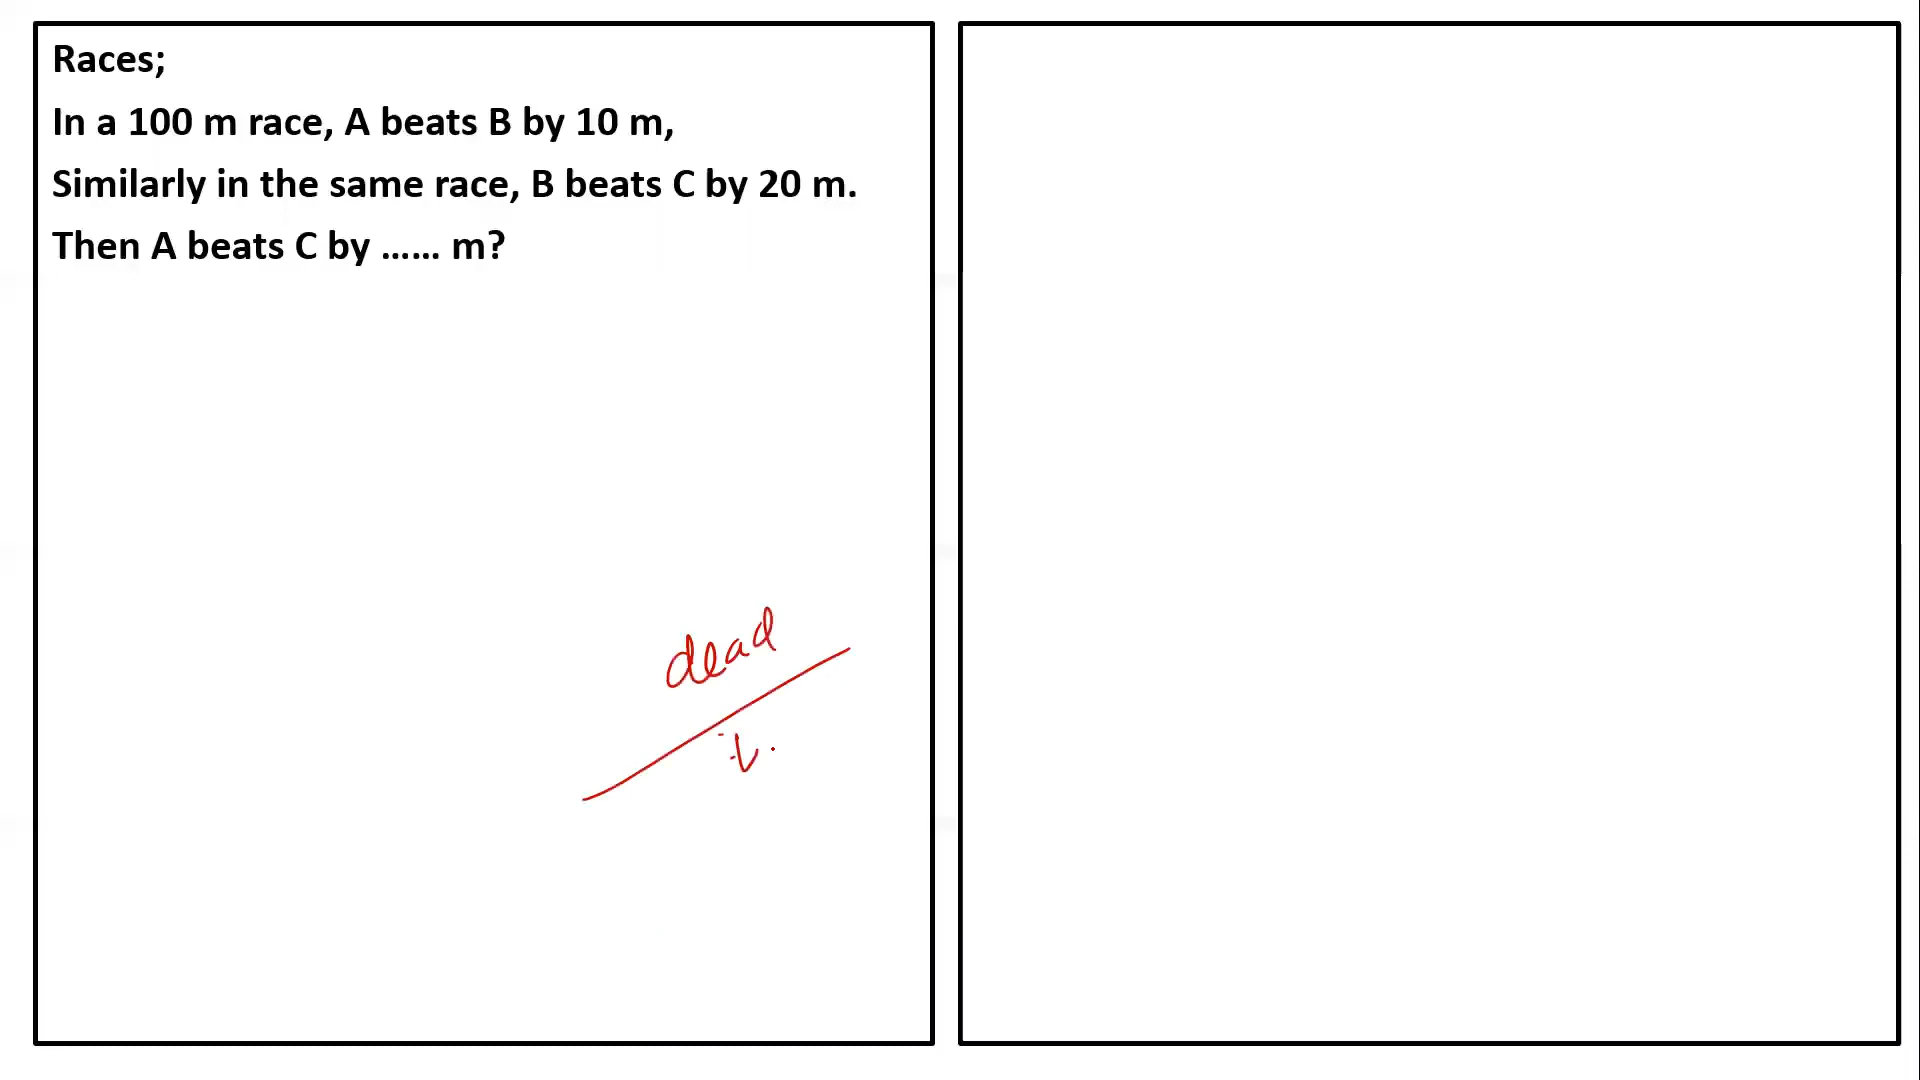 Races;
In a 100 m race, A beats B by 10 m,
Similarly in the same race, B beats C by 20 m.
Then A beats C by ...... m?
dead